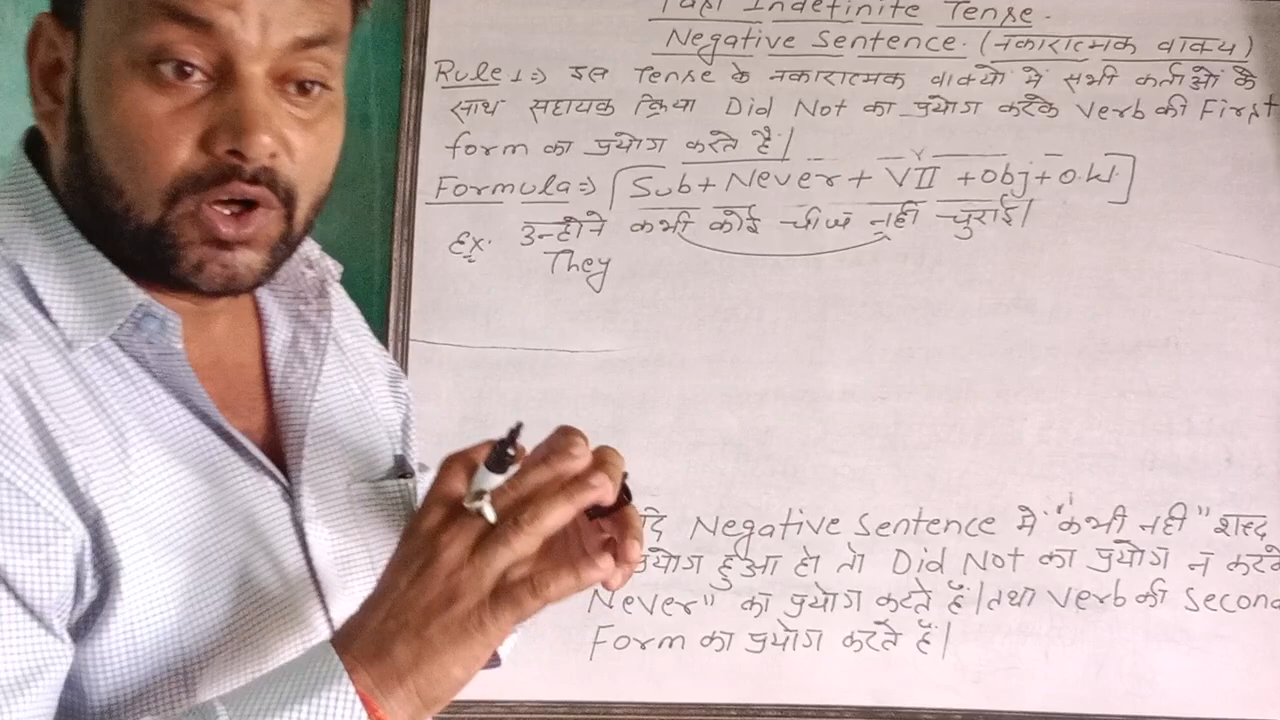 Past Indefinite Tense.
Negative Sentence. (नकारात्मक वाक्य)
Rule 1 => इस Tense के नकारात्मक वाक्यों में सभी कर्ताओं के
साथ सहायक क्रिया Did Not का प्रयोग करके Verb की First
form का प्रयोग करते हैं।
Formula => [Sub + Never + VII + obj + o.w.]
Ex. उन्होंने कभी कोई चीज नहीं चुराई।
They
दि Negative Sentence में "कभी नहीं" शब्द
प्रयोग हुआ हो तो Did Not का प्रयोग न करके
Never" का प्रयोग करते हैं। तथा Verb की Second
Form का प्रयोग करते हैं।